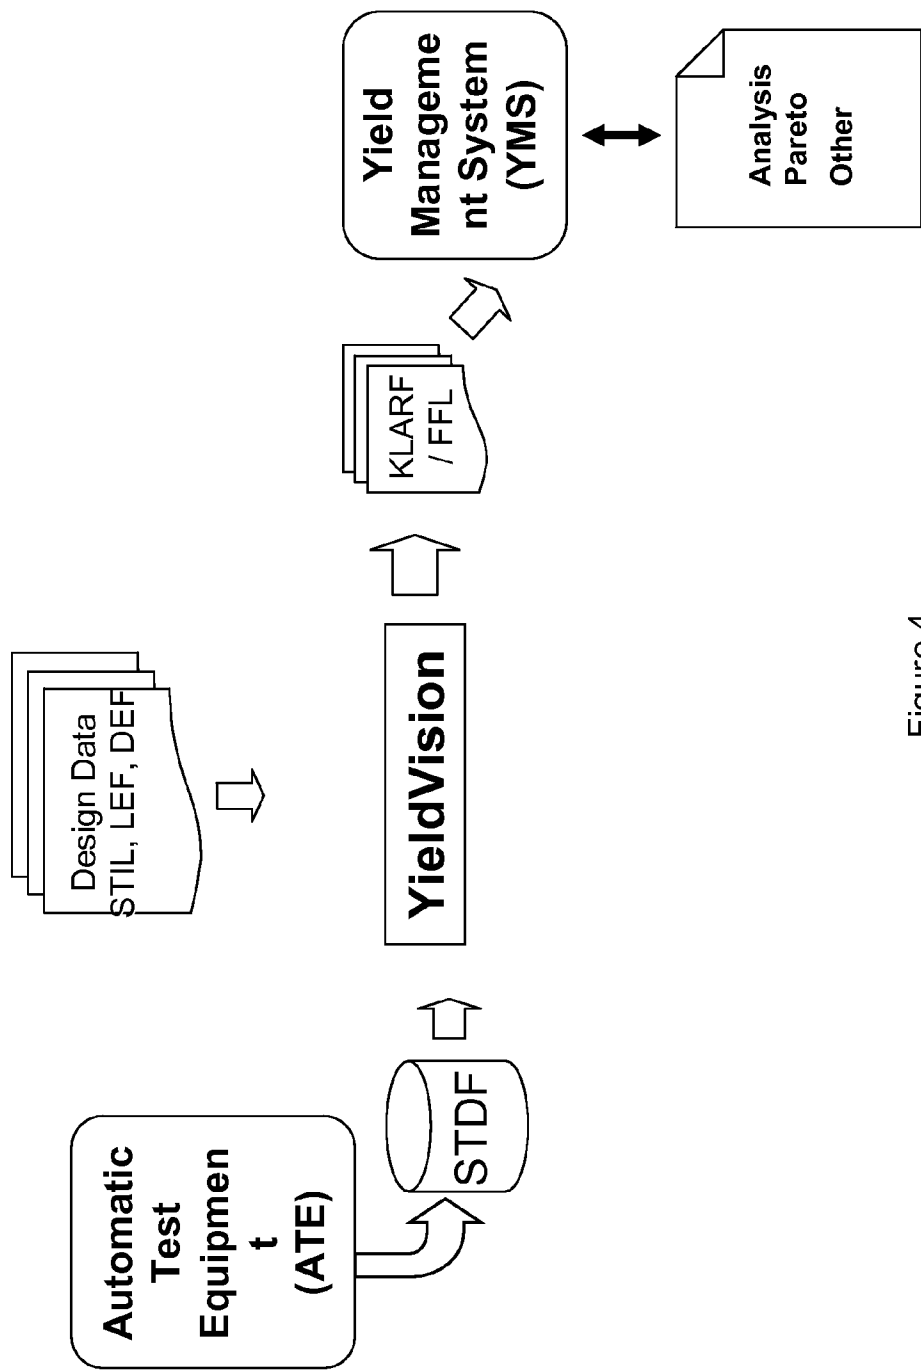 Design Data
STIL, LEF, DEF
Automatic
Test
Equipmen
t
(ATE)
STDF
YieldVision
KLARF
/ FFL
Yield
Manageme
nt System
(YMS)
Analysis
Pareto
Other
Figure 4